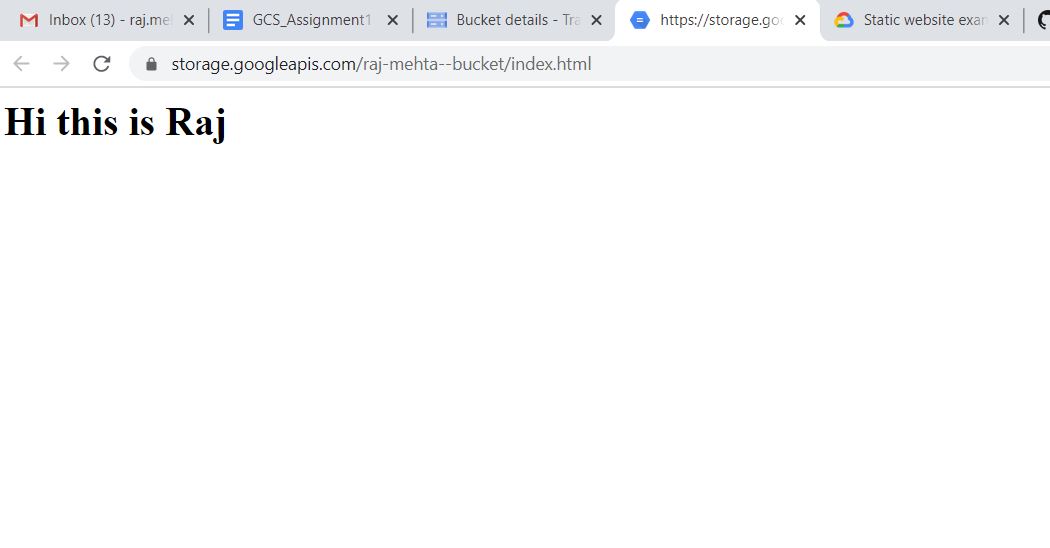 Inbox (13) - raj.me
GCS_Assignment1
Bucket details - Tra
https://storage.goo
Static website exan
storage.googleapis.com/raj-mehta--bucket/index.html
Hi this is Raj